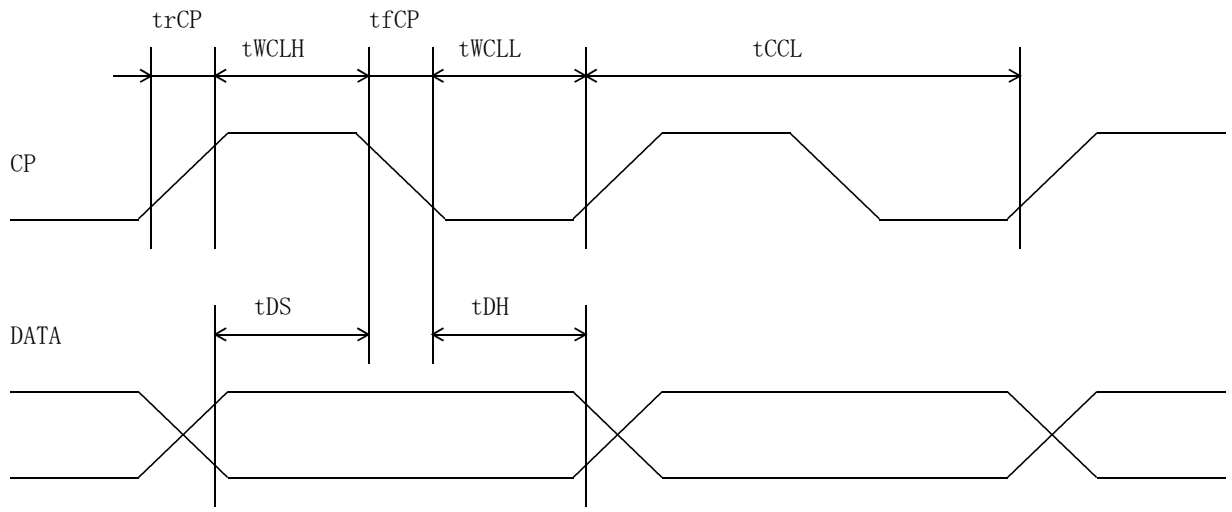 trCP
tfCP
tWCLH
tWCLL
tCCL
CP
tDS
tDH
DATA